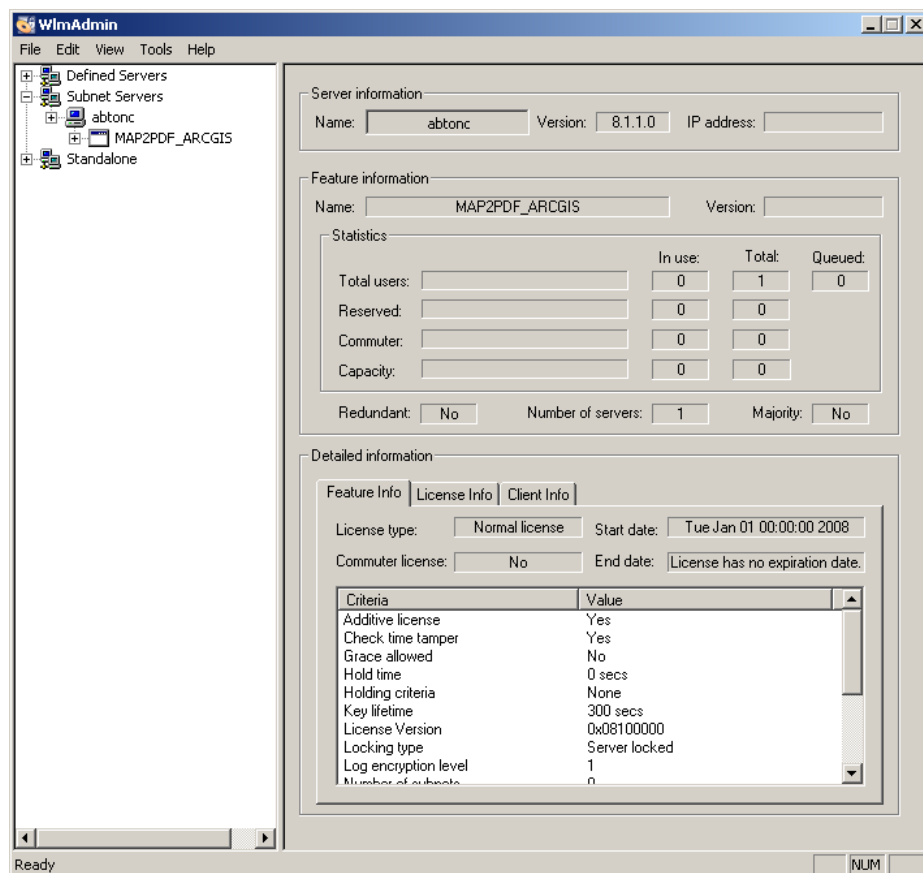 WlmAdmin
File Edit View Tools Help
Defined Servers
Subnet Servers
abtonc
MAP2PDF_ARCGIS
Standalone
Server information
Name: abtonc Version: 8.1.1.0 IP address:
Feature information
Name: MAP2PDF_ARCGIS Version:
Statistics
In use: Total: Queued:
Total users: 0 1 0
Reserved: 0 0
Commuter: 0 0
Capacity: 0 0
Redundant: No Number of servers: 1 Majority: No
Detailed information
Feature Info License Info Client Info
License type: Normal license Start date: Tue Jan 01 00:00:00 2008
Commuter license: No End date: License has no expiration date.
Criteria Value
Additive license Yes
Check time tamper Yes
Grace allowed No
Hold time 0 secs
Holding criteria None
Key lifetime 300 secs
License Version 0x08100000
Locking type Server locked
Log encryption level 1
Number of subnets 0
Ready NUM